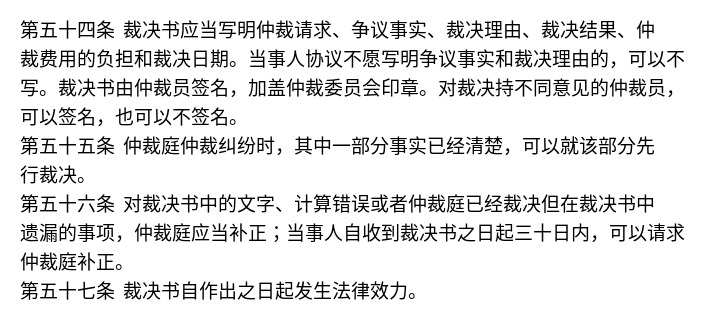 第五十四条 裁决书应当写明仲裁请求、争议事实、裁决理由、裁决结果、仲
裁费用的负担和裁决日期。当事人协议不愿写明争议事实和裁决理由的，可以不
写。裁决书由仲裁员签名，加盖仲裁委员会印章。对裁决持不同意见的仲裁员，
可以签名，也可以不签名。
第五十五条 仲裁庭仲裁纠纷时，其中一部分事实已经清楚，可以就该部分先
行裁决。
第五十六条 对裁决书中的文字、计算错误或者仲裁庭已经裁决但在裁决书中
遗漏的事项，仲裁庭应当补正；当事人自收到裁决书之日起三十日内，可以请求
仲裁庭补正。
第五十七条 裁决书自作出之日起发生法律效力。